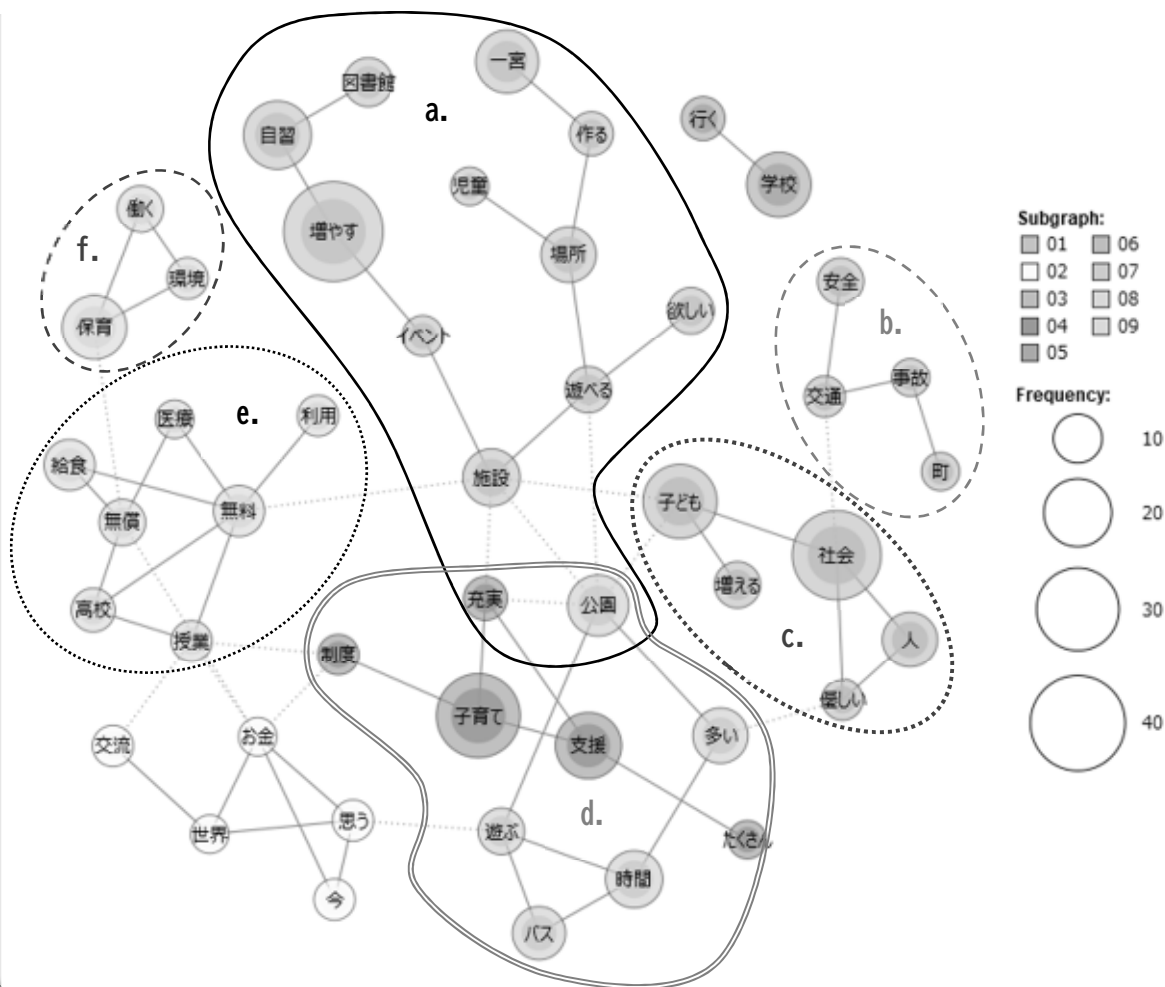 a.
図書館
一宮
自習
作る
行く
児童
学校
増やす
場所
イベント
欲しい
遊べる
施設
f.
働く
環境
保育
b.
安全
事故
交通
町
e.
医療
利用
給食
無償
無料
高校
授業
c.
子ども
社会
増える
人
優しい
d.
充実
公園
制度
子育て
支援
多い
遊ぶ
たくさん
時間
バス
交流
お金
世界
思う
今
Subgraph:
01 06
02 07
03 08
04 09
05
Frequency:
10
20
30
40